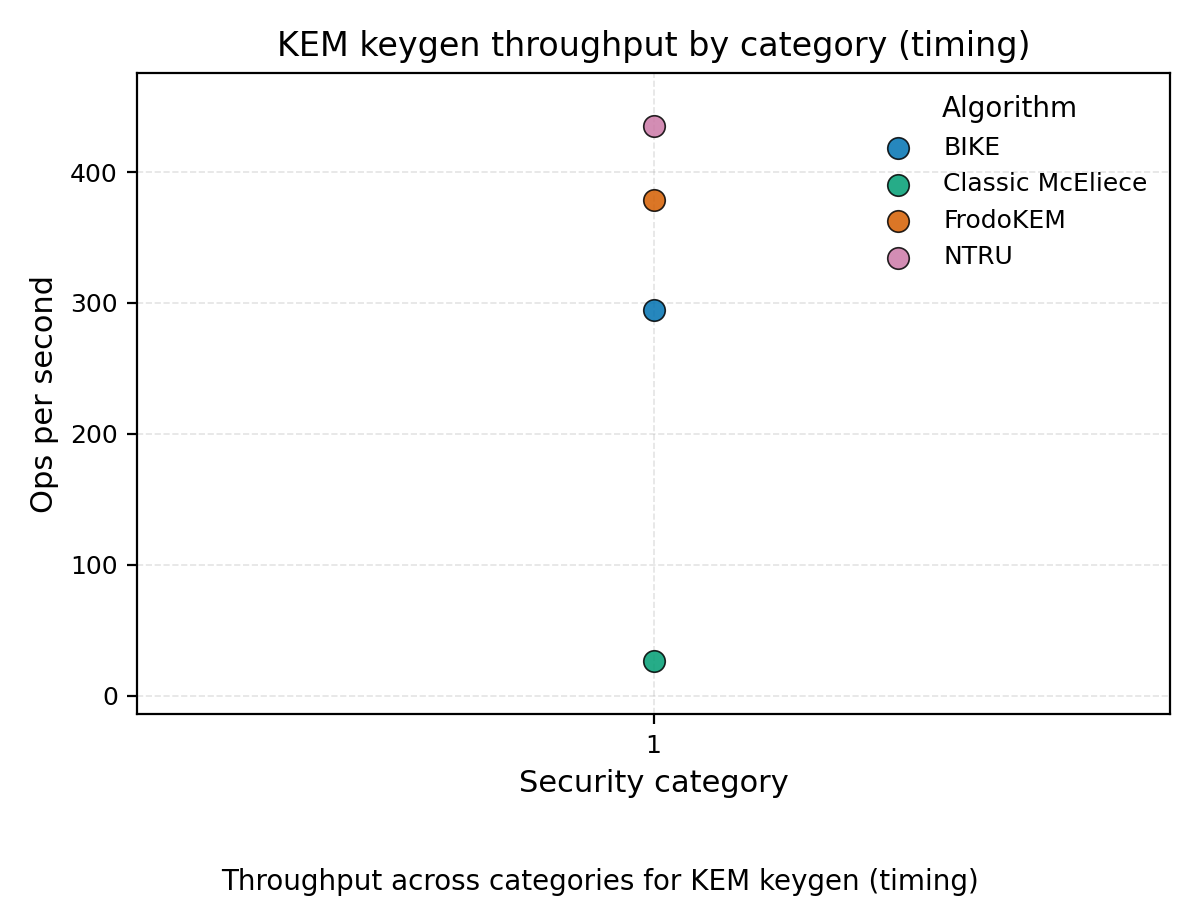 KEM keygen throughput by category (timing)
Algorithm
BIKE
Classic McEliece
FrodoKEM
NTRU
Ops per second
400
300
200
100
0
1
Security category
Throughput across categories for KEM keygen (timing)